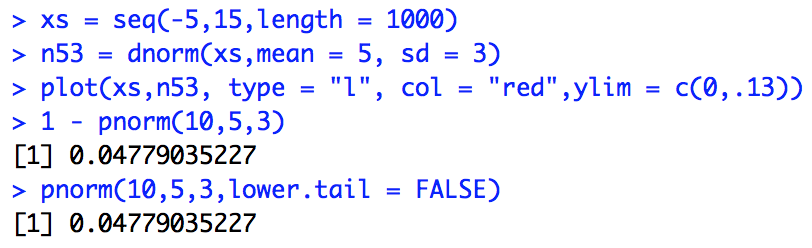 > xs = seq(-5,15,length = 1000)
> n53 = dnorm(xs,mean = 5, sd = 3)
> plot(xs,n53, type = "l", col = "red",ylim = c(0,.13))
> 1 - pnorm(10,5,3)
[1] 0.04779035227
> pnorm(10,5,3,lower.tail = FALSE)
[1] 0.04779035227